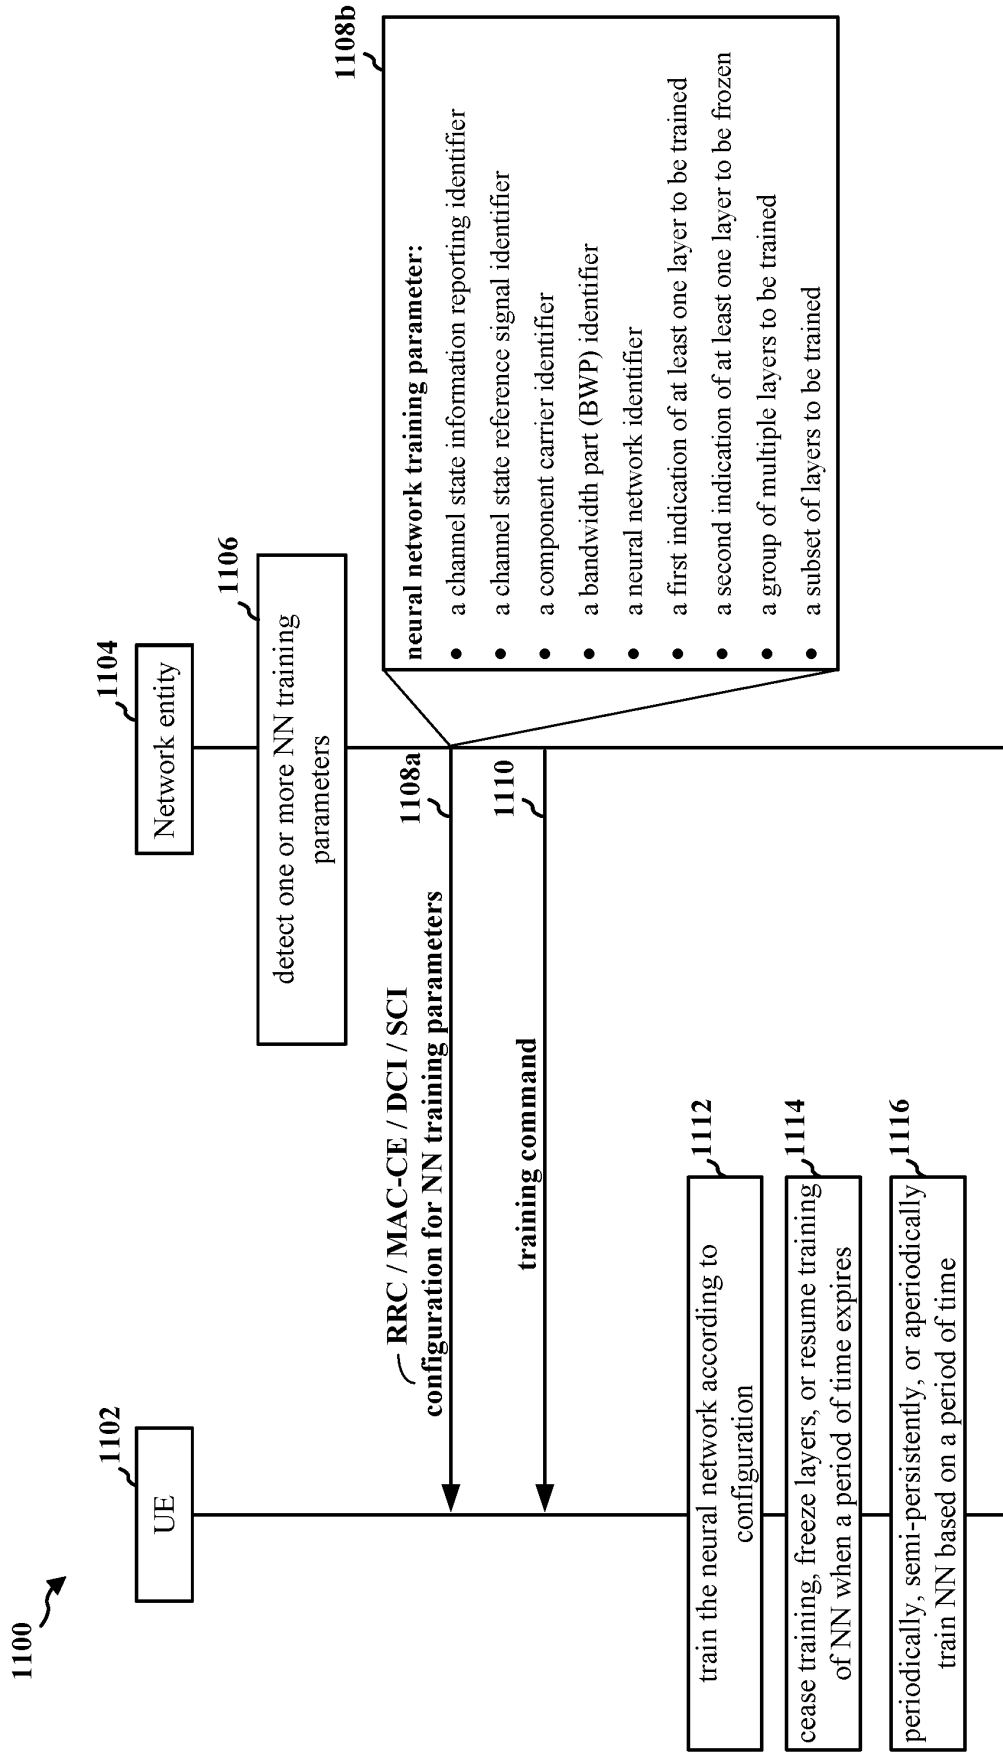 1100
1102
UE
1104
Network entity
1106
detect one or more NN training
parameters
RRC / MAC-CE / DCI / SCI
configuration for NN training parameters
1108a
1108b
neural network training parameter:
• a channel state information reporting identifier
• a channel state reference signal identifier
• a component carrier identifier
• a bandwidth part (BWP) identifier
• a neural network identifier
• a first indication of at least one layer to be trained
• a second indication of at least one layer to be frozen
• a group of multiple layers to be trained
• a subset of layers to be trained
training command
1110
1112
train the neural network according to
configuration
1114
cease training, freeze layers, or resume training
of NN when a period of time expires
1116
periodically, semi-persistently, or aperiodically
train NN based on a period of time